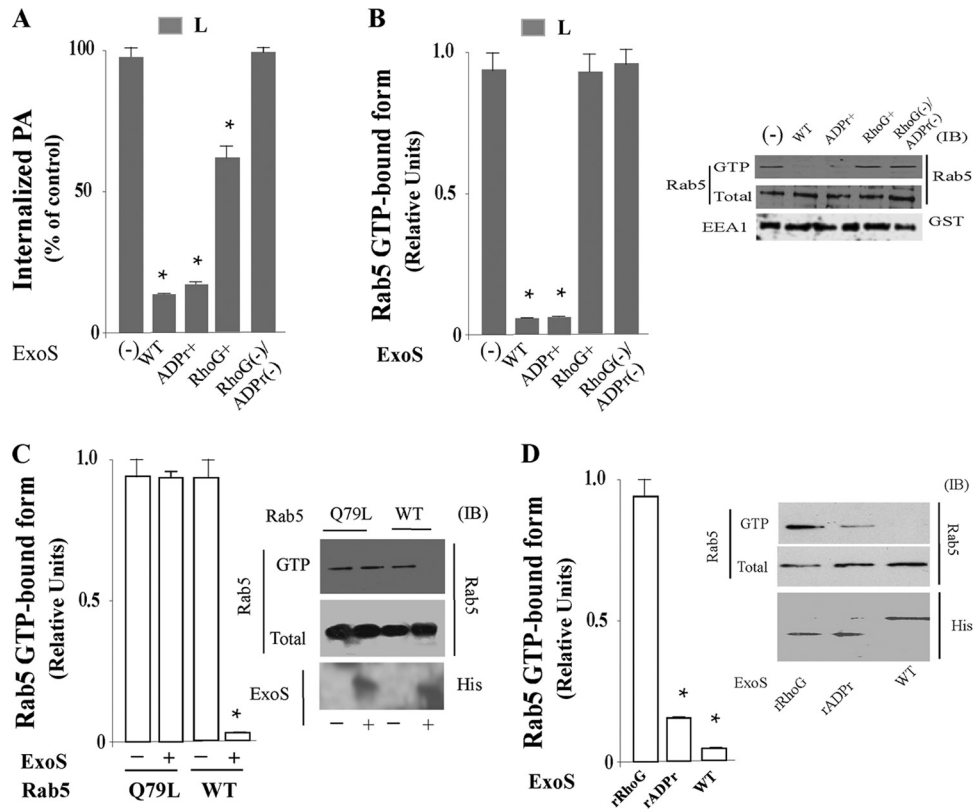 A
L
Internalized PA
(% of control)
100
50
0
*
*
*
ExoS
(-)
WT
ADPr+
RhoG+
RhoG(-)/
ADPr(-)
B
L
Rab5 GTP-bound form
(Relative Units)
1.0
0.5
0
*
*
ExoS
(-)
WT
ADPr+
RhoG+
RhoG(-)/
ADPr(-)
(-)
WT
ADPr+
RhoG+
RhoG(-)/
ADPr(-)
(IB)
Rab5
GTP
Total
Rab5
EEA1
GST
C
Rab5 GTP-bound form
(Relative Units)
1.0
0.5
0
*
ExoS
− + − +
Rab5
Q79L WT
Rab5
Q79L WT (IB)
Rab5
GTP
Total
Rab5
ExoS
His
− + − +
D
Rab5 GTP-bound form
(Relative Units)
1.0
0.5
0
*
*
ExoS
rRhoG
rADPr
WT
(IB)
Rab5
GTP
Total
Rab5
His
ExoS
rRhoG
rADPr
WT